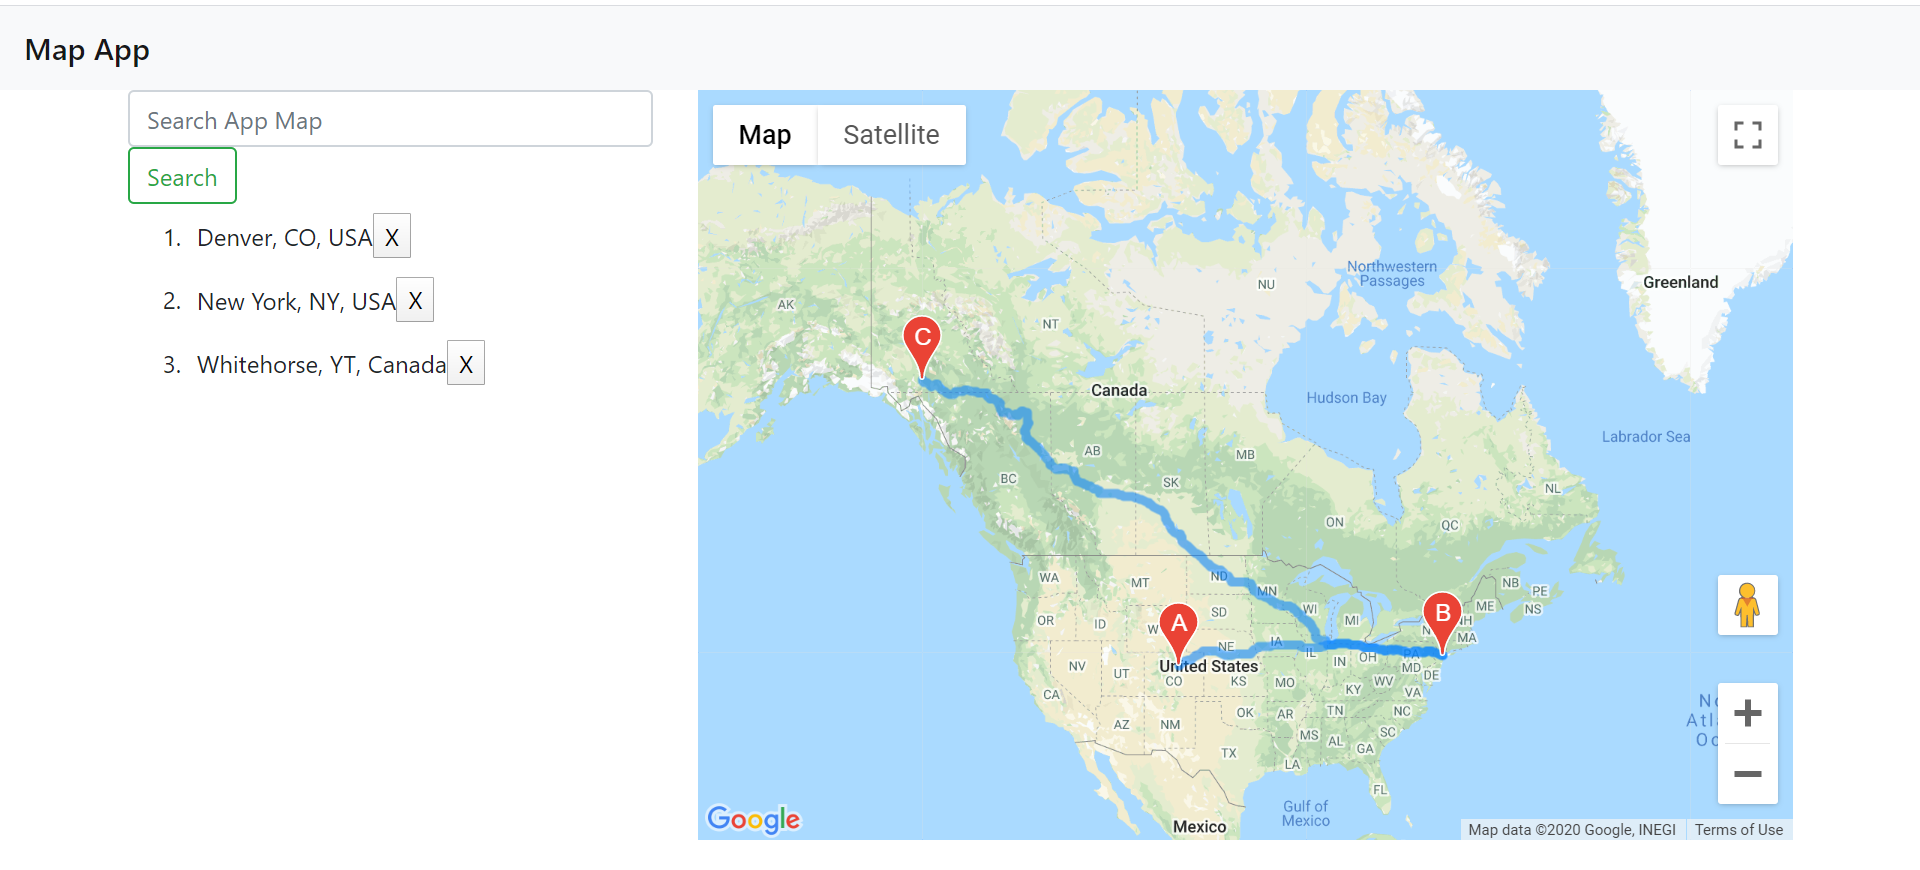 Map App
Search App Map
Search
1. Denver, CO, USA X
2. New York, NY, USA X
3. Whitehorse, YT, Canada X
Map Satellite
Northwestern
Passages
Greenland
NU
AK
NT
C
Canada
Hudson Bay
Labrador Sea
AB
MB
BC
SK
NL
ON
QC
WA
MT
ND
MN
NB
PE
NS
ME
OR
ID
SD
WI
MI
A
B
NH
MA
W
N
NE
IA
IL
IN
OH
PA
MD
DE
United States
NV
UT
CO
KS
MO
KY
WV
VA
CA
AZ
NM
OK
AR
TN
NC
SC
TX
MS
AL
GA
LA
FL
Gulf of
Mexico
Mexico
Atl
Google
Map data ©2020 Google, INEGI
Terms of Use